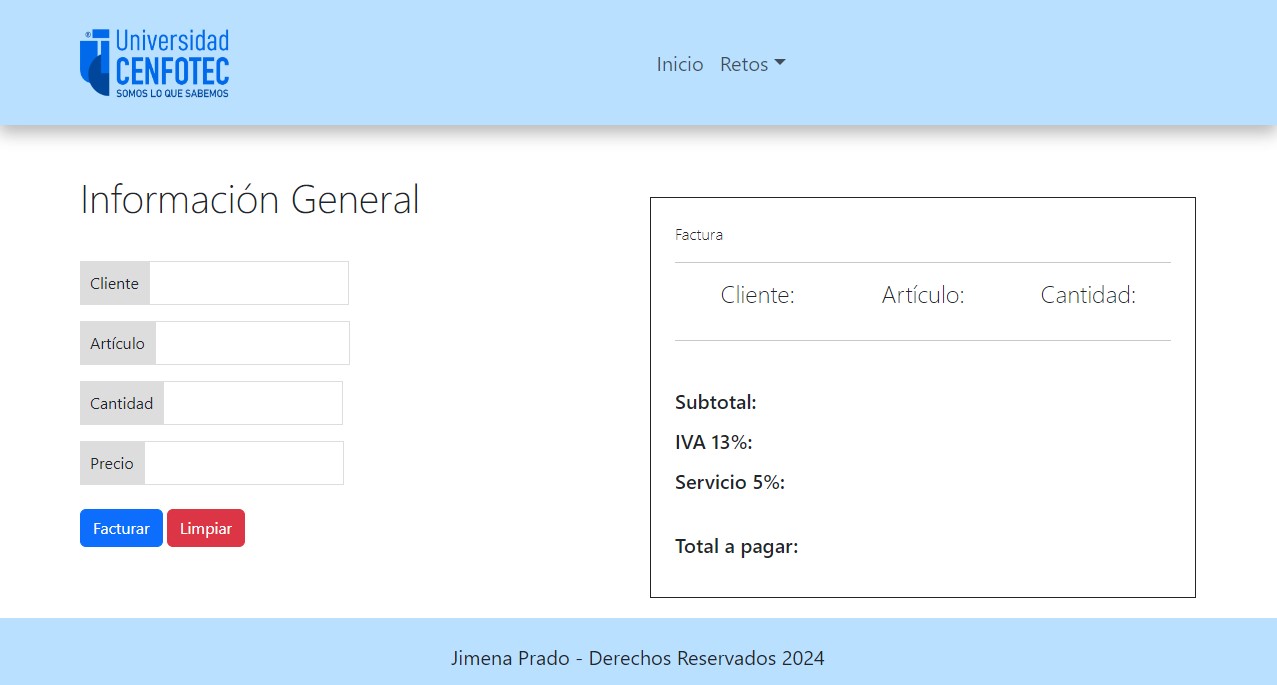 ® Universidad
CENFOTEC
SOMOS LO QUE SABEMOS
Inicio Retos
Información General
Cliente
Artículo
Cantidad
Precio
Facturar Limpiar
Factura
Cliente: Artículo: Cantidad:
Subtotal:
IVA 13%:
Servicio 5%:
Total a pagar:
Jimena Prado - Derechos Reservados 2024